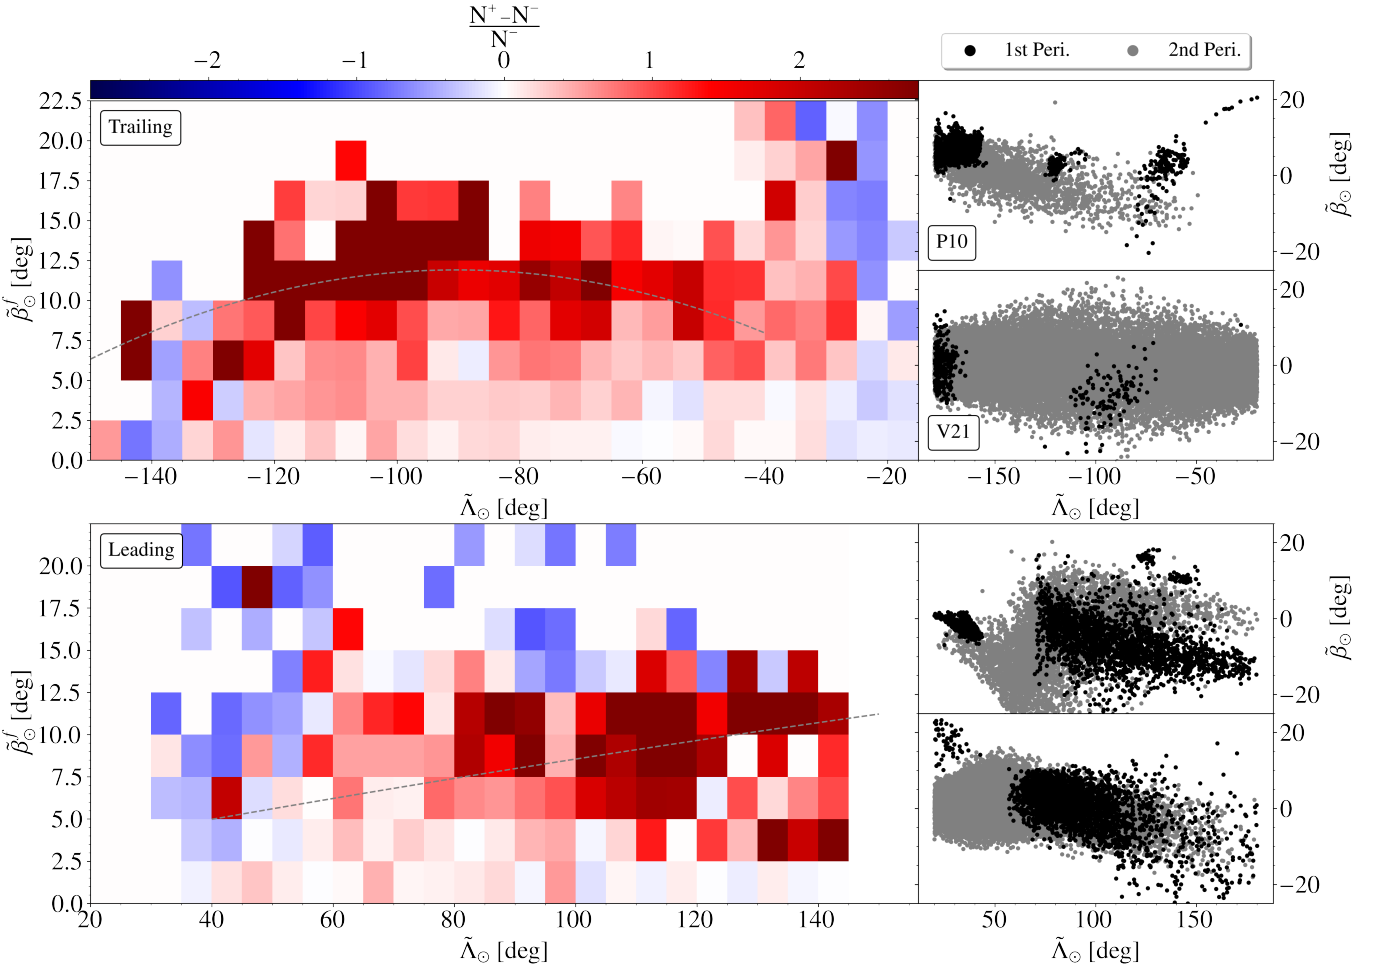 N⁺−N⁻
N⁻
−2 −1 0 1 2
1st Peri. 2nd Peri.
Trailing
22.5
20.0
17.5
15.0
12.5
10.0
7.5
5.0
2.5
0.0
β̃ᶠ⊙ [deg]
−140 −120 −100 −80 −60 −40 −20
Λ̃⊙ [deg]
P10
20
0
−20
β̃⊙ [deg]
V21
20
0
−20
−150 −100 −50
Λ̃⊙ [deg]
Leading
20.0
17.5
15.0
12.5
10.0
7.5
5.0
2.5
0.0
β̃ᶠ⊙ [deg]
20 40 60 80 100 120 140
Λ̃⊙ [deg]
20
0
−20
β̃⊙ [deg]
20
0
−20
50 100 150
Λ̃⊙ [deg]